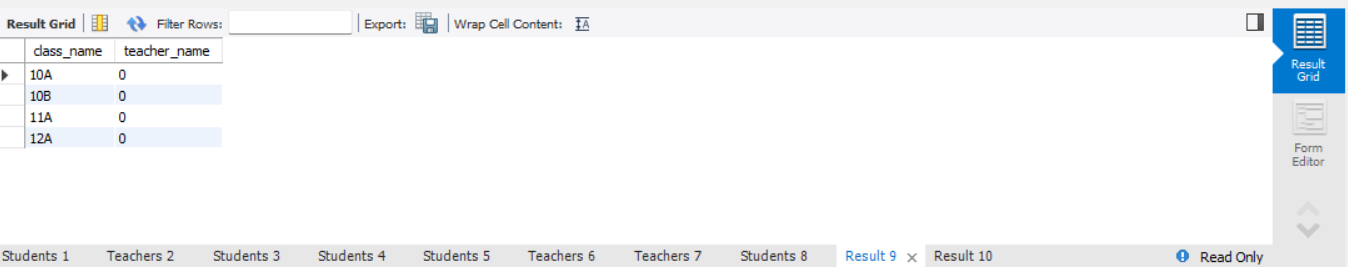 Result Grid Filter Rows: Export: Wrap Cell Content: IA
class_name teacher_name
10A 0
10B 0
11A 0
12A 0
Result
Grid
Form
Editor
Students 1 Teachers 2 Students 3 Students 4 Students 5 Teachers 6 Teachers 7 Students 8 Result 9 × Result 10 Read Only